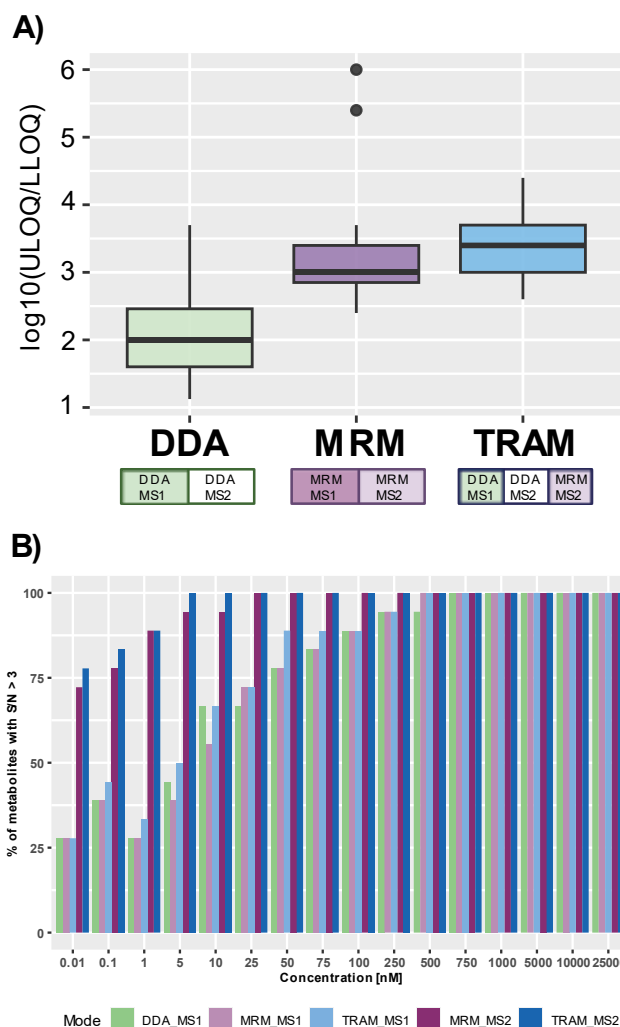 A)
log10(ULOQ/LLOQ)
6
5
4
3
2
1
DDA MRM TRAM
DDA DDA MRM MRM DDA DDA MRM
MS1 MS2 MS1 MS2 MS1 MS2 MS2
B)
% of metabolites with S/N > 3
100
75
50
25
0
0.01 0.1 1 5 10 25 50 75 100 250 500 750 1000 5000 10000 2500
Concentration [nM]
Mode DDA_MS1 MRM_MS1 TRAM_MS1 MRM_MS2 TRAM_MS2